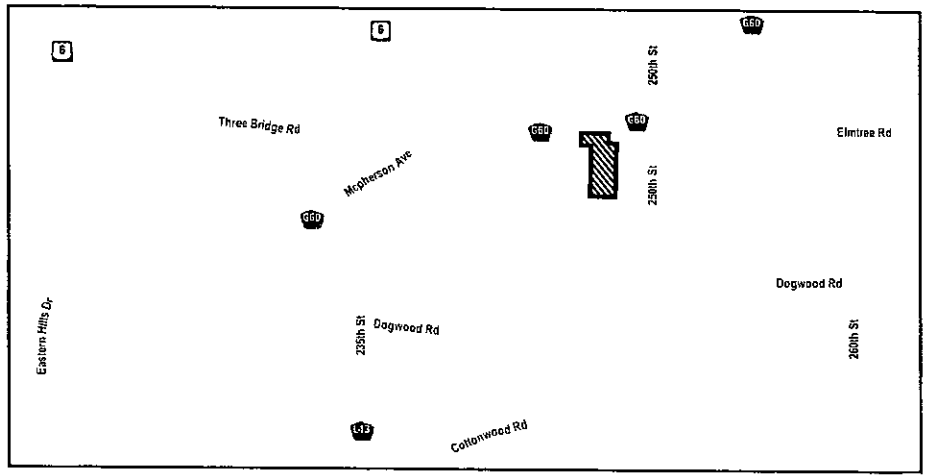 6
6
G60
250th St
Three Bridge Rd
G60
G60
Elmtree Rd
Mcpherson Ave
250th St
G60
Dogwood Rd
Eastern Hills Dr
235th St
Dogwood Rd
260th St
Cottonwood Rd